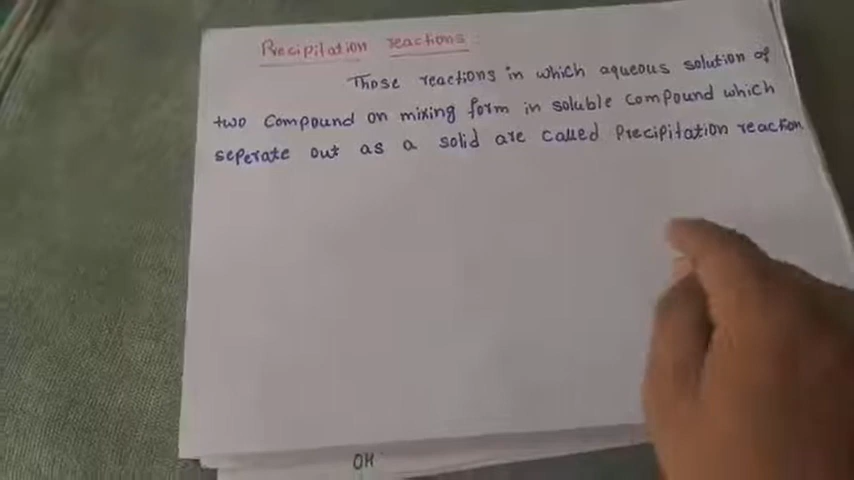 Precipitation reactions :
Those reactions in which aqueous solution of
two compound on mixing form in soluble compound which
seperate out as a solid are called Precipitation reaction
OH